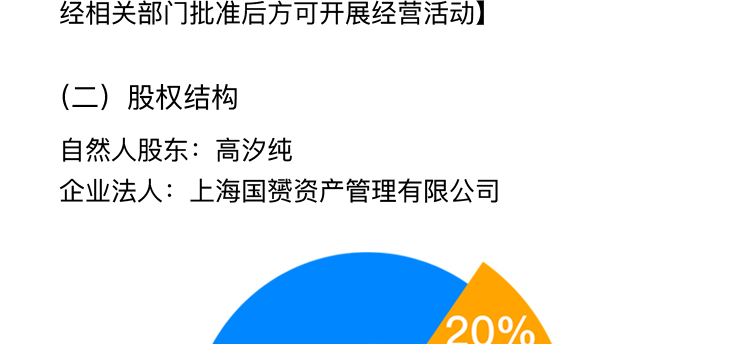 经相关部门批准后方可开展经营活动】
（二）股权结构
自然人股东：高汐纯
企业法人：上海国赟资产管理有限公司
20%